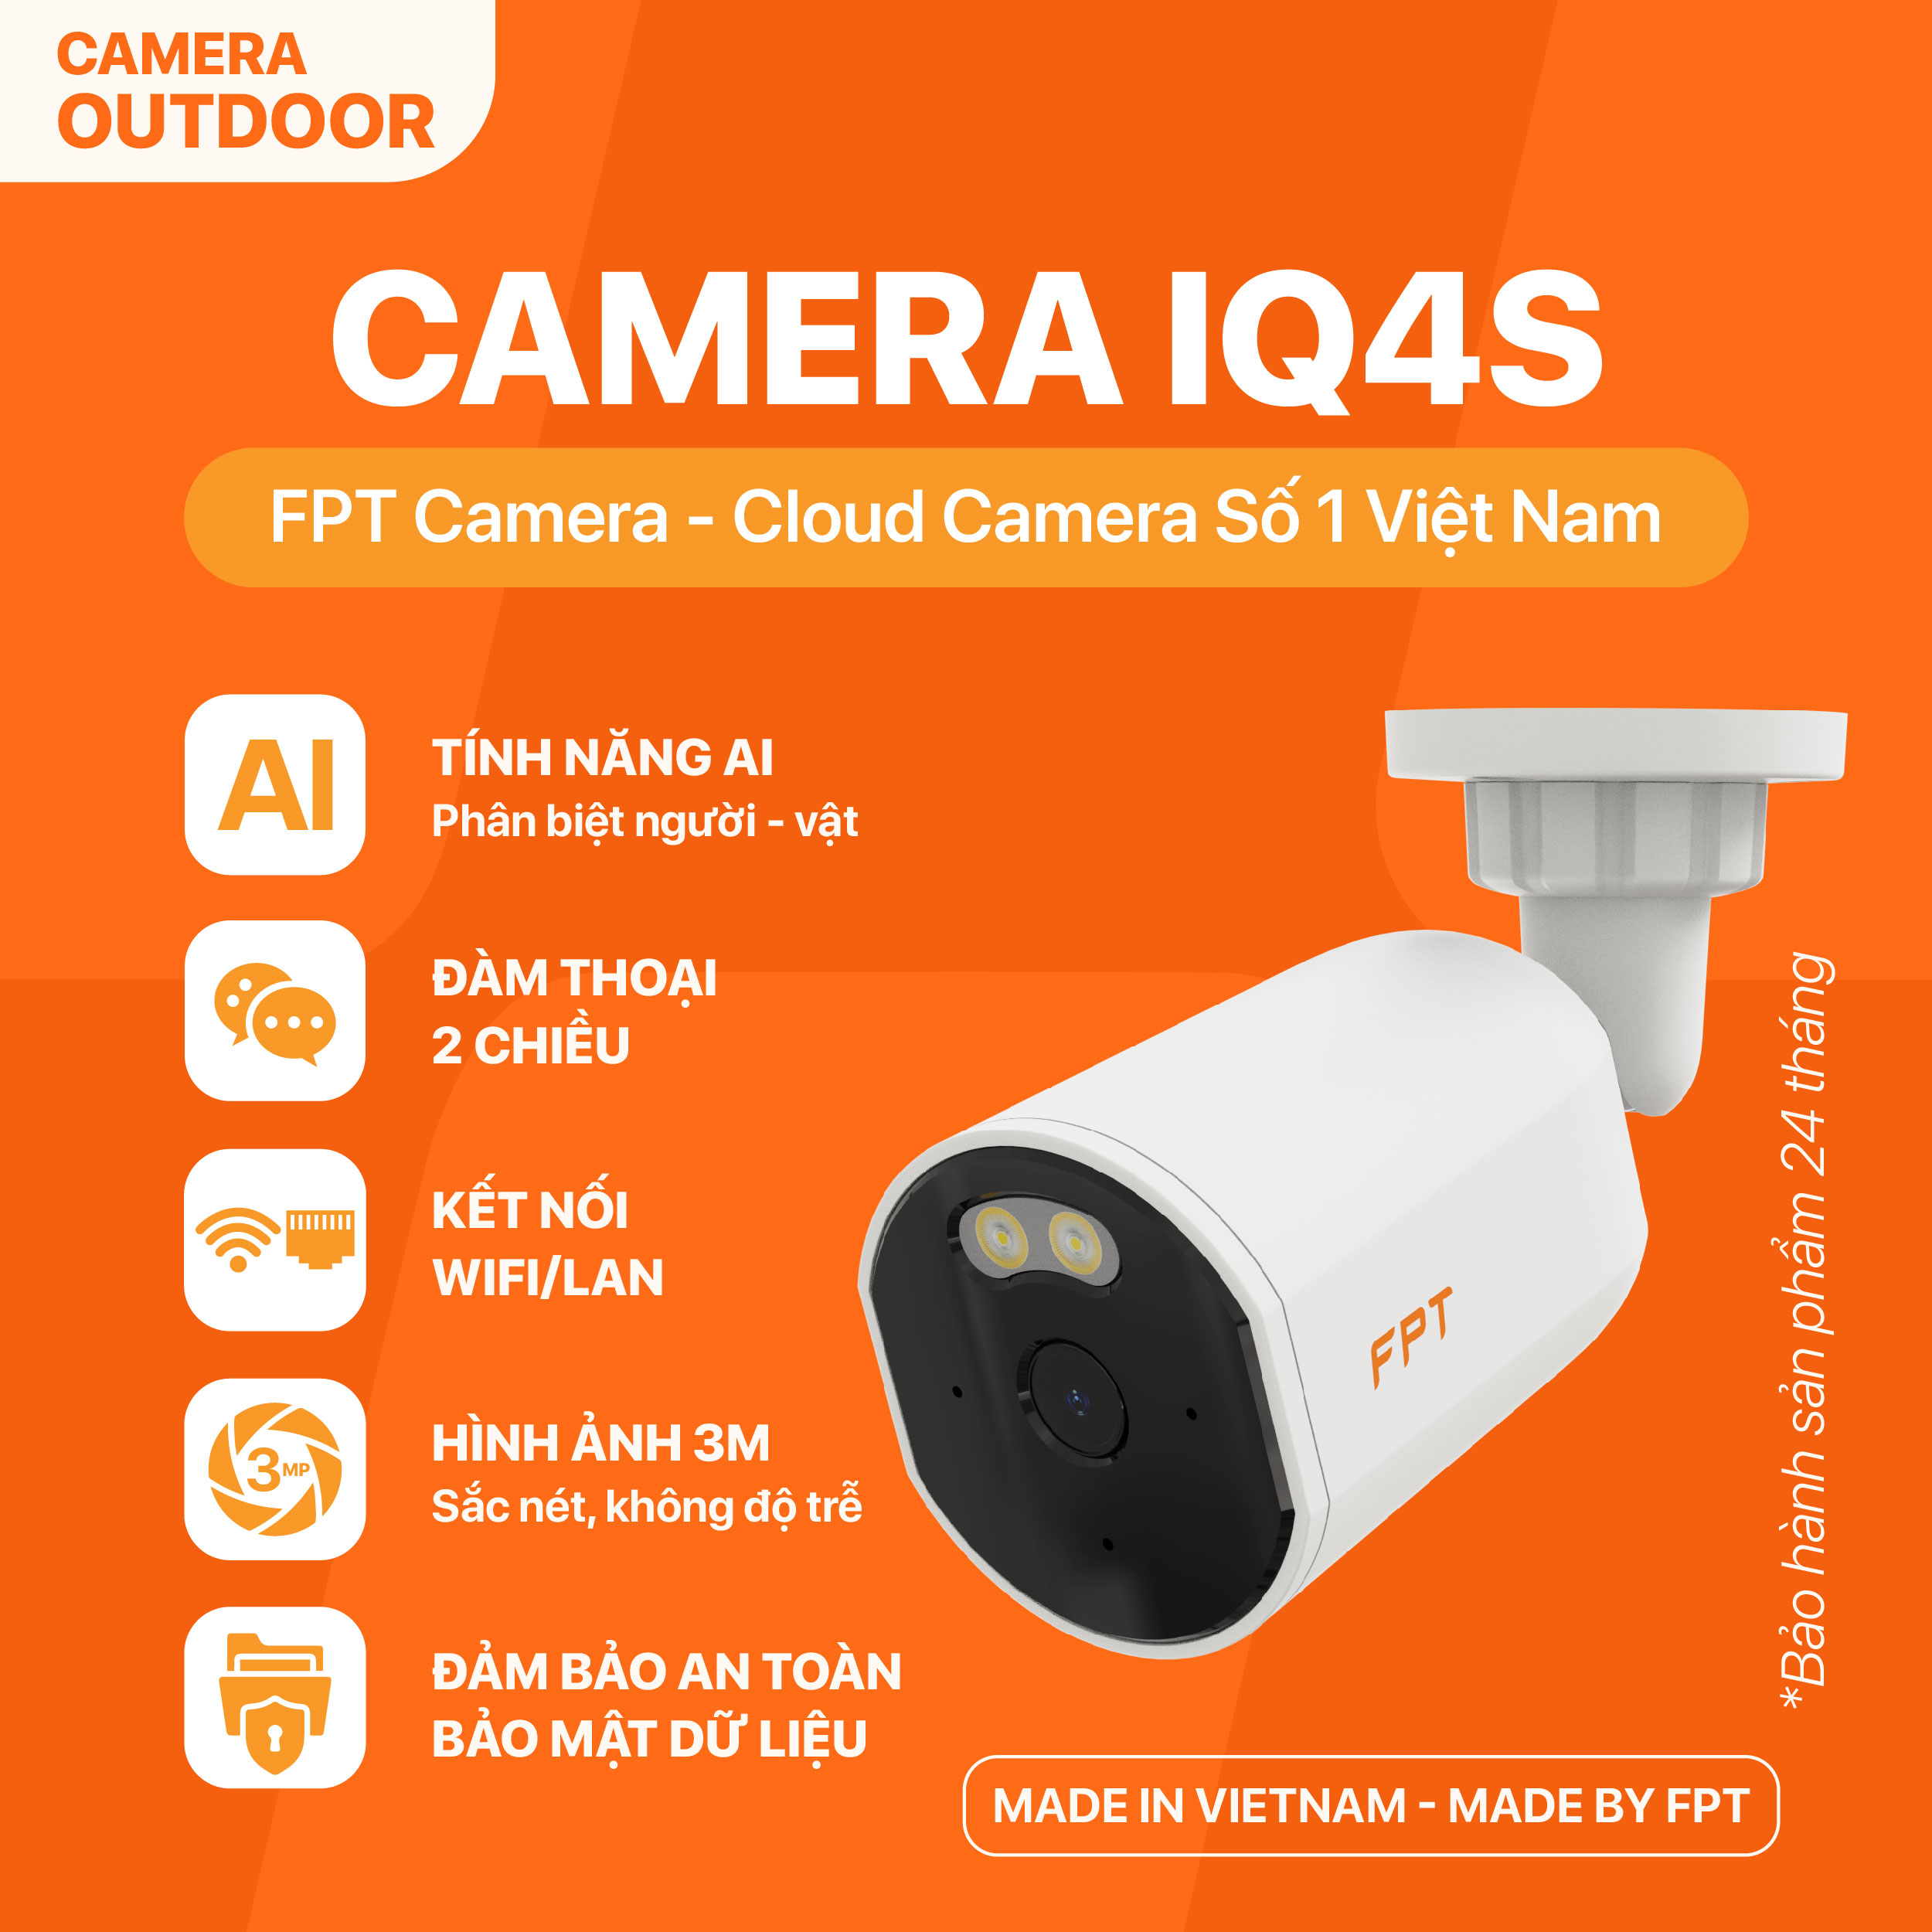 CAMERA
OUTDOOR
CAMERA IQ4S
FPT Camera - Cloud Camera Số 1 Việt Nam
AI
TÍNH NĂNG AI
Phân biệt người - vật
ĐÀM THOẠI
2 CHIỀU
KẾT NỐI
WIFI/LAN
3MP
HÌNH ẢNH 3M
Sắc nét, không độ trễ
ĐẢM BẢO AN TOÀN
BẢO MẬT DỮ LIỆU
FPT
*Bảo hành sản phẩm 24 tháng
MADE IN VIETNAM - MADE BY FPT